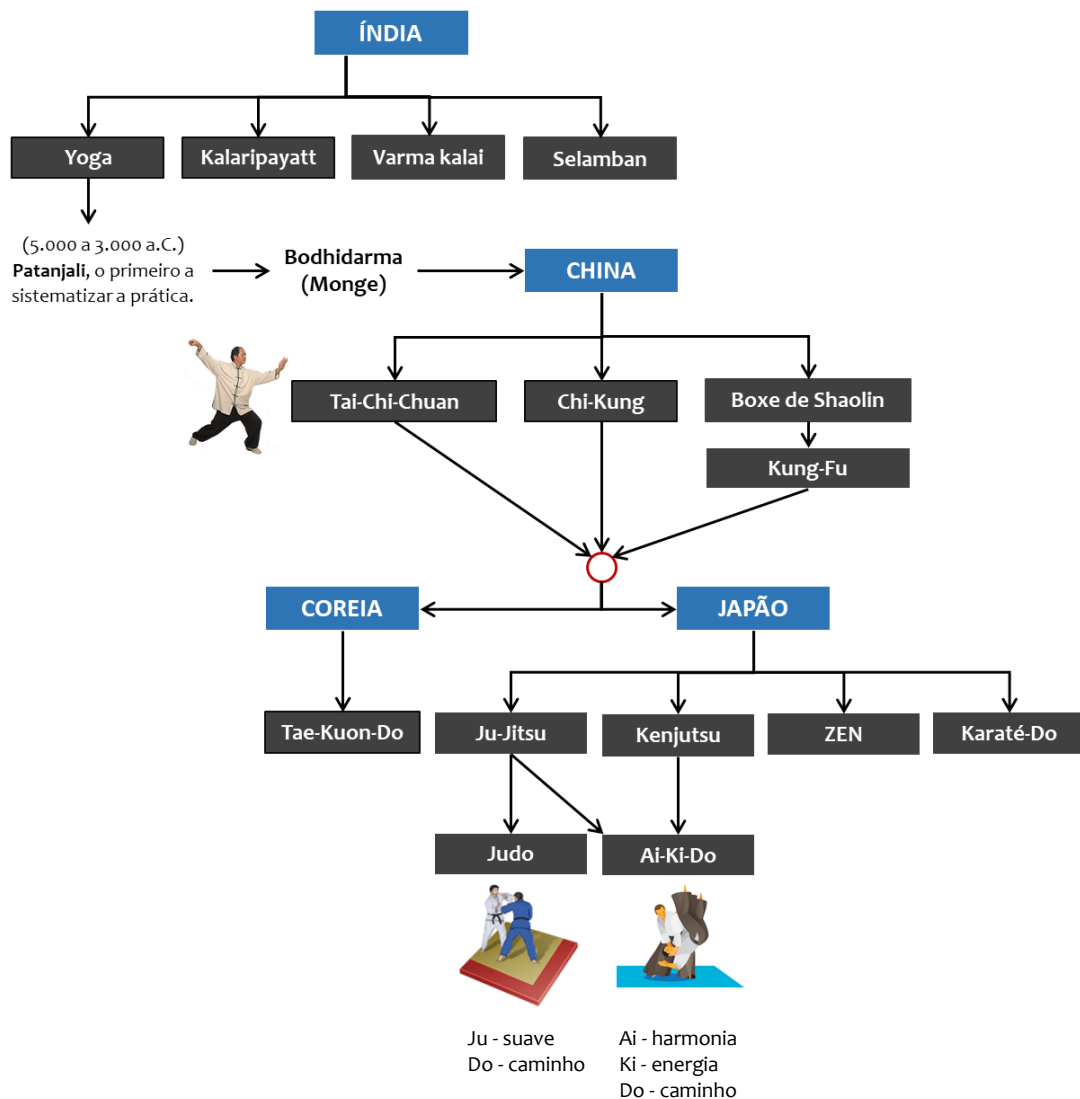 ÍNDIA
Yoga
Kalaripayatt
Varma kalai
Selamban
(5.000 a 3.000 a.C.)
Patanjali, o primeiro a
sistematizar a prática.
Bodhidarma
(Monge)
CHINA
Tai-Chi-Chuan
Chi-Kung
Boxe de Shaolin
Kung-Fu
COREIA
JAPÃO
Tae-Kuon-Do
Ju-Jitsu
Kenjutsu
ZEN
Karaté-Do
Judo
Ai-Ki-Do
Ju - suave
Do - caminho
Ai - harmonia
Ki - energia
Do - caminho